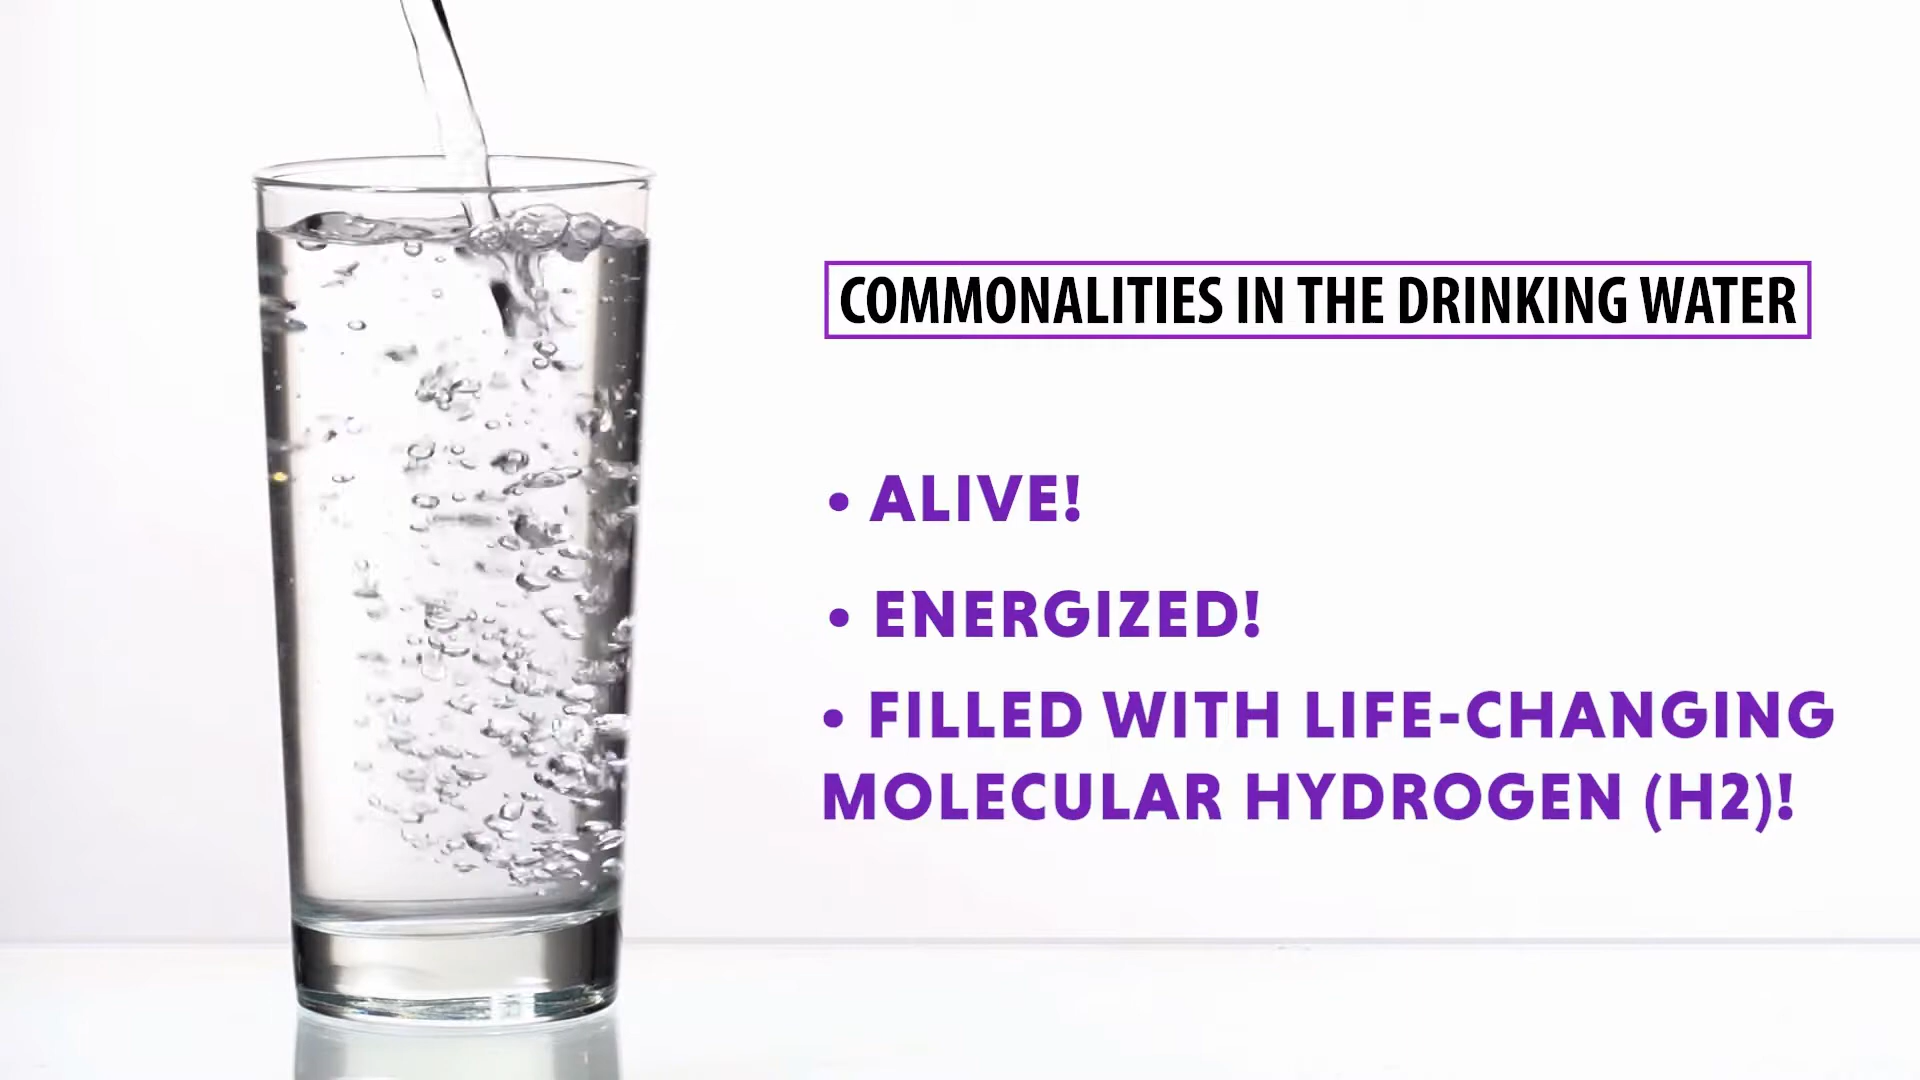 COMMONALITIES IN THE DRINKING WATER
• ALIVE!
• ENERGIZED!
• FILLED WITH LIFE-CHANGING
MOLECULAR HYDROGEN (H2)!